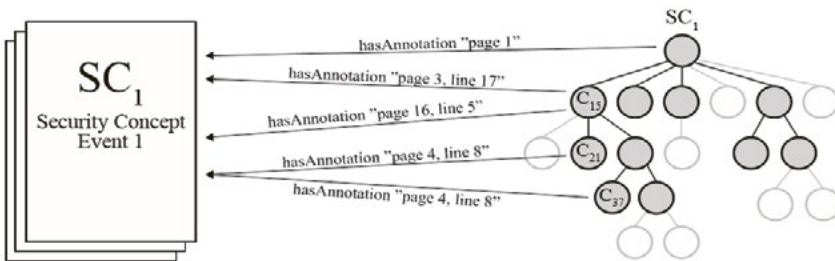 SC₁
hasAnnotation "page 1"
SC₁
Security Concept
Event 1
hasAnnotation "page 3, line 17"
C₁₅
hasAnnotation "page 16, line 5"
hasAnnotation "page 4, line 8"
C₂₁
hasAnnotation "page 4, line 8"
C₃₇